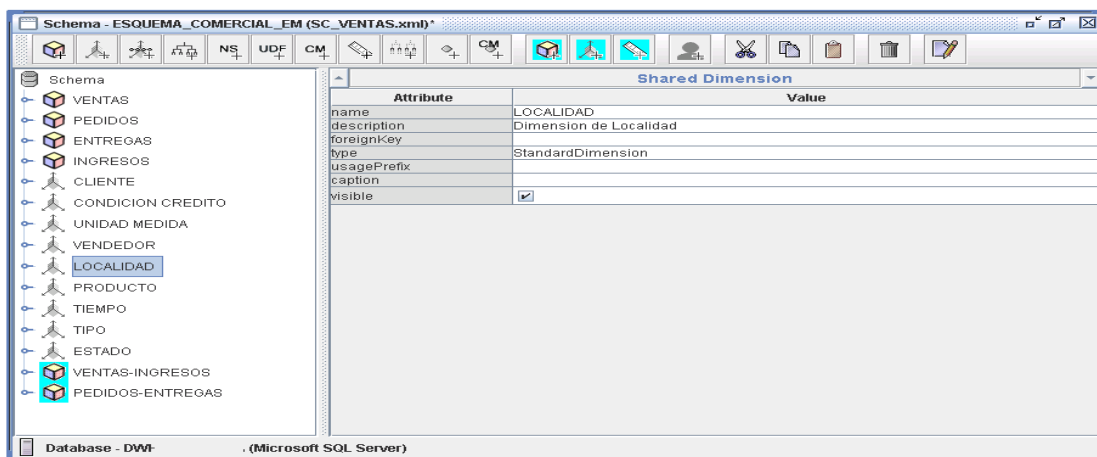 Schema - ESQUEMA_COMERCIAL_EM (SC_VENTAS.xml)*
NS UDF CM CM
Schema
VENTAS
PEDIDOS
ENTREGAS
INGRESOS
CLIENTE
CONDICION CREDITO
UNIDAD MEDIDA
VENDEDOR
LOCALIDAD
PRODUCTO
TIEMPO
TIPO
ESTADO
VENTAS-INGRESOS
PEDIDOS-ENTREGAS
Shared Dimension
Attribute Value
name LOCALIDAD
description Dimension de Localidad
foreignKey
type StandardDimension
usagePrefix
caption
visible
Database - (Microsoft SQL Server)